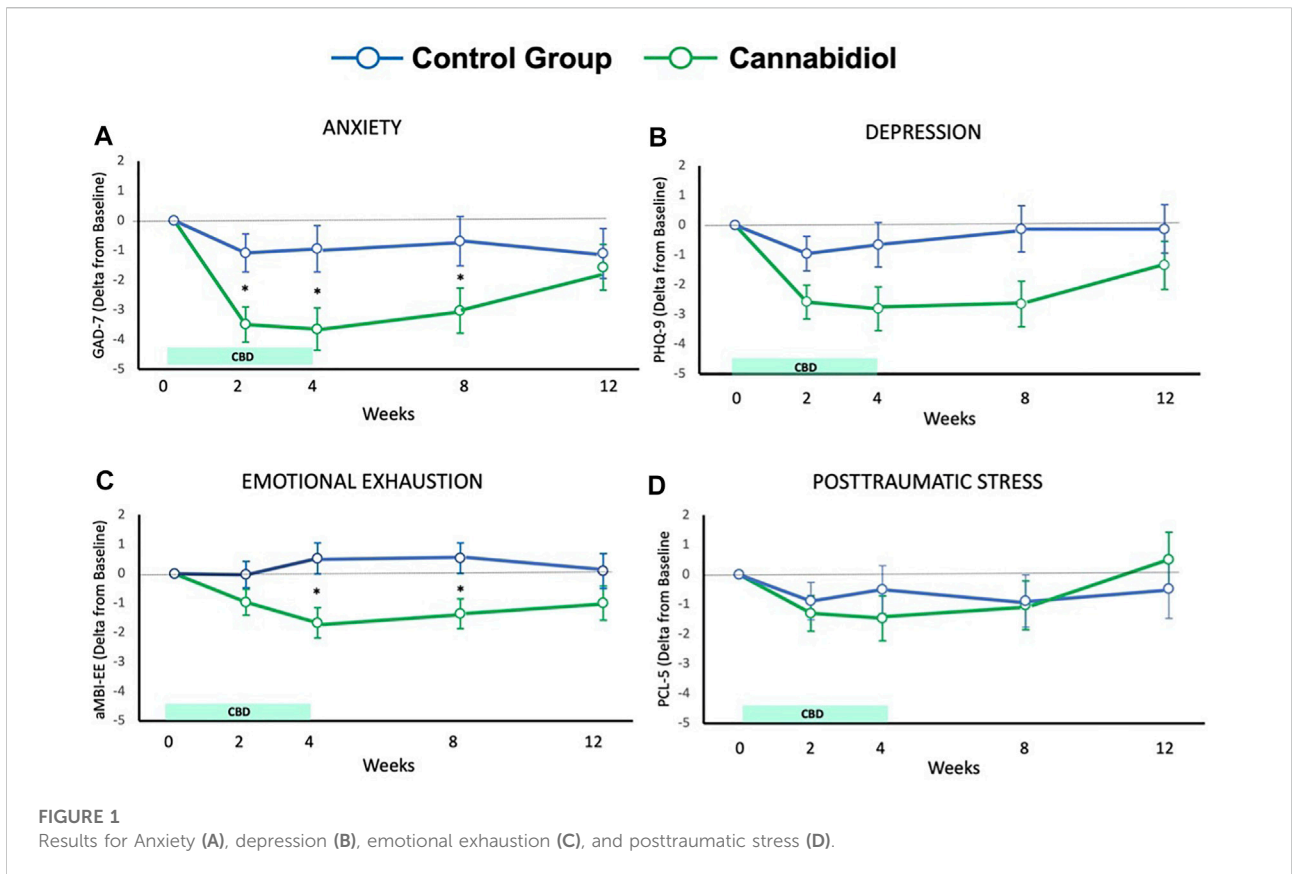 Control Group Cannabidiol
A
ANXIETY
GAD-7 (Delta from Baseline)
2
1
0
-1
-2
-3
-4
-5
*
*
*
CBD
0 2 4 8 12
Weeks
B
DEPRESSION
PHQ-9 (Delta from Baseline)
2
1
0
-1
-2
-3
-4
-5
CBD
0 2 4 8 12
Weeks
C
EMOTIONAL EXHAUSTION
aMBI-EE (Delta from Baseline)
2
1
0
-1
-2
-3
-4
-5
*
*
CBD
0 2 4 8 12
Weeks
D
POSTTRAUMATIC STRESS
PCL-5 (Delta from Baseline
2
1
0
-1
-2
-3
-4
-5
CBD
0 2 4 8 12
Weeks
FIGURE 1
Results for Anxiety (A), depression (B), emotional exhaustion (C), and posttraumatic stress (D).